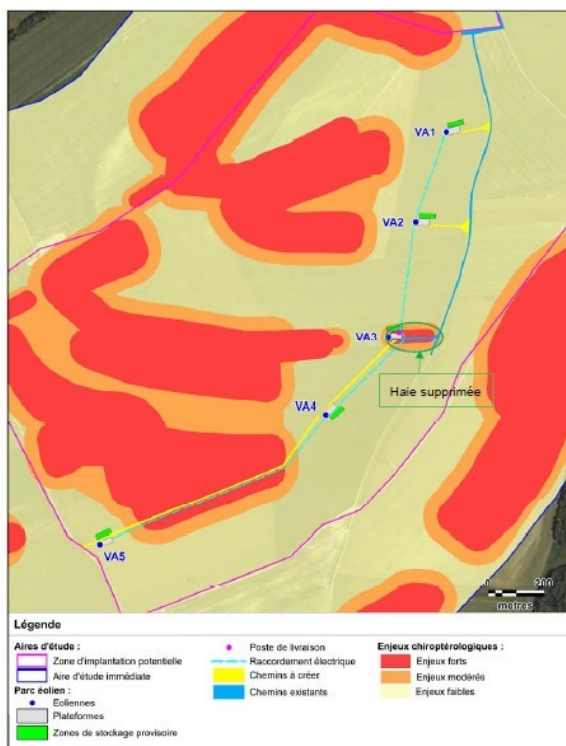 VA1
VA2
VA3
Haie supprimée
VA4
VA5
0 200
metres
Légende
Aires d'étude :
Zone d'implantation potentielle
Aire d'étude immédiate
Parc éolien :
Éoliennes
Plateformes
Zones de stockage provisoire
Poste de livraison
Raccordement électrique
Chemins à créer
Chemins existants
Enjeux chiroptérologiques :
Enjeux forts
Enjeux modérés
Enjeux faibles